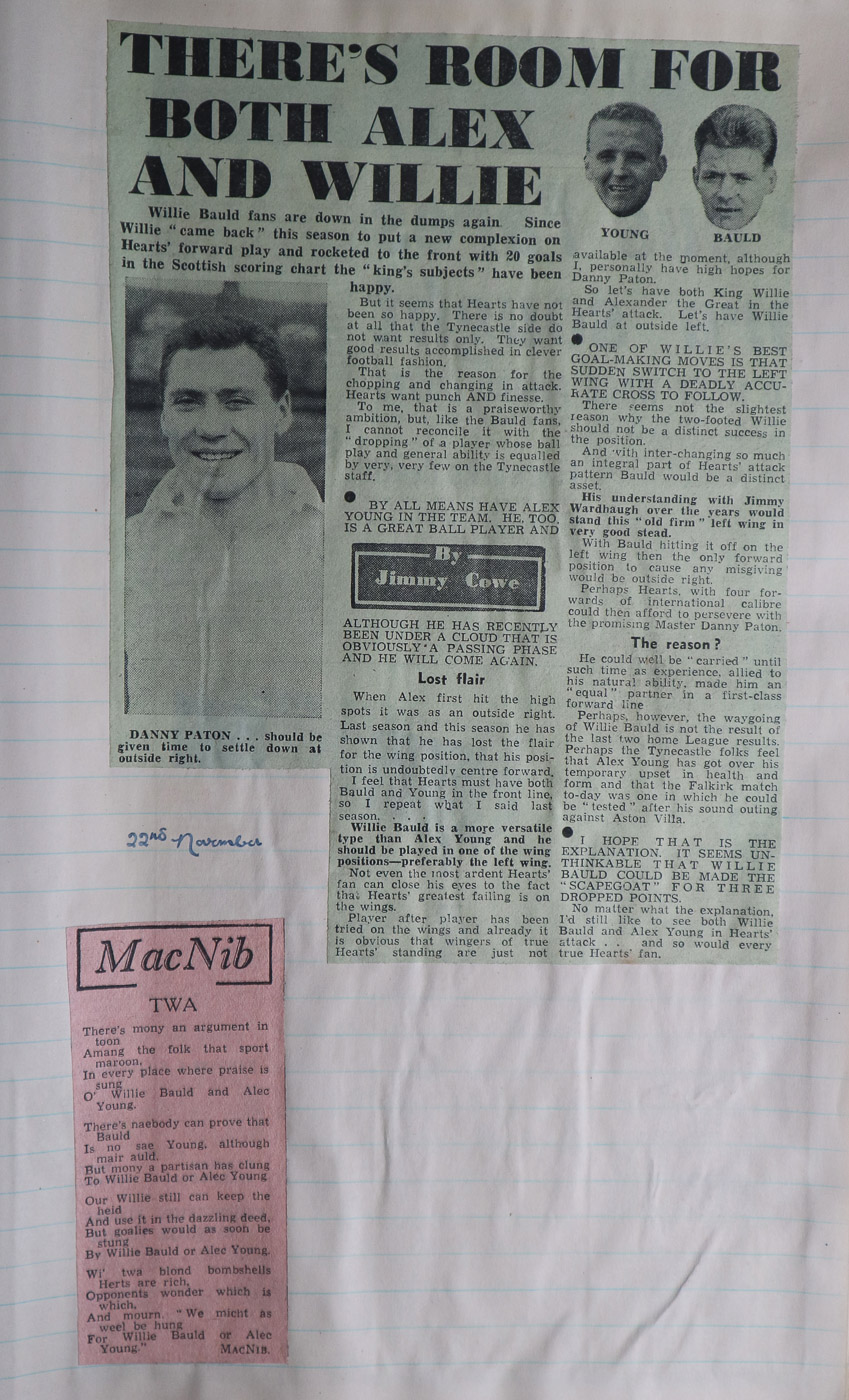 THERE'S ROOM FOR
BOTH ALEX
AND WILLIE
YOUNG
BAULD
Willie Bauld fans are down in the dumps again. Since
Willie "came back" this season to put a new complexion on
Hearts' forward play and rocketed to the front with 20 goals
in the Scottish scoring chart the "king's subjects" have been
happy.
DANNY PATON . . . should be
given time to settle down at
outside right.
But it seems that Hearts have not
been so happy. There is no doubt
at all that the Tynecastle side do
not want results only. They want
good results accomplished in clever
football fashion.
That is the reason for the
chopping and changing in attack.
Hearts want punch AND finesse.
To me, that is a praiseworthy
ambition, but, like the Bauld fans,
I cannot reconcile it with the
"dropping" of a player whose ball
play and general ability is equalled
by very, very few on the Tynecastle
staff.
● BY ALL MEANS HAVE ALEX
YOUNG IN THE TEAM. HE, TOO,
IS A GREAT BALL PLAYER AND
By
Jimmy Cowe
ALTHOUGH HE HAS RECENTLY
BEEN UNDER A CLOUD THAT IS
OBVIOUSLY A PASSING PHASE
AND HE WILL COME AGAIN.
Lost flair
When Alex first hit the high
spots it was as an outside right.
Last season and this season he has
shown that he has lost the flair
for the wing position, that his posi-
tion is undoubtedly centre forward.
I feel that Hearts must have both
Bauld and Young in the front line,
so I repeat what I said last
season. . . .
Willie Bauld is a more versatile
type than Alex Young and he
should be played in one of the wing
positions—preferably the left wing.
Not even the most ardent Hearts'
fan can close his eyes to the fact
that Hearts' greatest failing is on
the wings.
Player after player has been
tried on the wings and already it
is obvious that wingers of true
Hearts' standing are just not
available at the moment, although
I, personally have high hopes for
Danny Paton.
So let's have both King Willie
and Alexander the Great in the
Hearts' attack. Let's have Willie
Bauld at outside left.
● ONE OF WILLIE'S BEST
GOAL-MAKING MOVES IS THAT
SUDDEN SWITCH TO THE LEFT
WING WITH A DEADLY ACCU-
RATE CROSS TO FOLLOW.
There seems not the slightest
reason why the two-footed Willie
should not be a distinct success in
the position.
And with inter-changing so much
an integral part of Hearts' attack
pattern Bauld would be a distinct
asset.
His understanding with Jimmy
Wardhaugh over the years would
stand this "old firm" left wing in
very good stead.
With Bauld hitting it off on the
left wing then the only forward
position to cause any misgiving
would be outside right.
Perhaps Hearts, with four for-
wards of international calibre
could then afford to persevere with
the promising Master Danny Paton.
The reason?
He could well be "carried" until
such time as experience, allied to
his natural ability, made him an
"equal" partner in a first-class
forward line
Perhaps, however, the waygoing
of Willie Bauld is not the result of
the last two home League results.
Perhaps the Tynecastle folks feel
that Alex Young has got over his
temporary upset in health and
form and that the Falkirk match
to-day was one in which he could
be "tested" after his sound outing
against Aston Villa.
● I HOPE THAT IS THE
EXPLANATION. IT SEEMS UN-
THINKABLE THAT WILLIE
BAULD COULD BE MADE THE
"SCAPEGOAT" FOR THREE
DROPPED POINTS.
No matter what the explanation,
I'd still like to see both Willie
Bauld and Alex Young in Hearts'
attack . . and so would every
true Hearts' fan.
22nd November
MacNib
TWA
There's mony an argument in
toon
Amang the folk that sport
maroon,
In every place where praise is
sung
O' Willie Bauld and Alec
Young.
There's naebody can prove that
Bauld
Is no sae Young, although
mair auld.
But mony a partisan has clung
To Willie Bauld or Alec Young
Our Willie still can keep the
heid
And use it in the dazzling deed,
But goalies would as soon be
stung
By Willie Bauld or Alec Young.
Wi' twa blond bombshells
Herts are rich,
Opponents wonder which is
which,
And mourn, "We micht as
weel be hung
For Willie Bauld or Alec
Young." MACNIB.